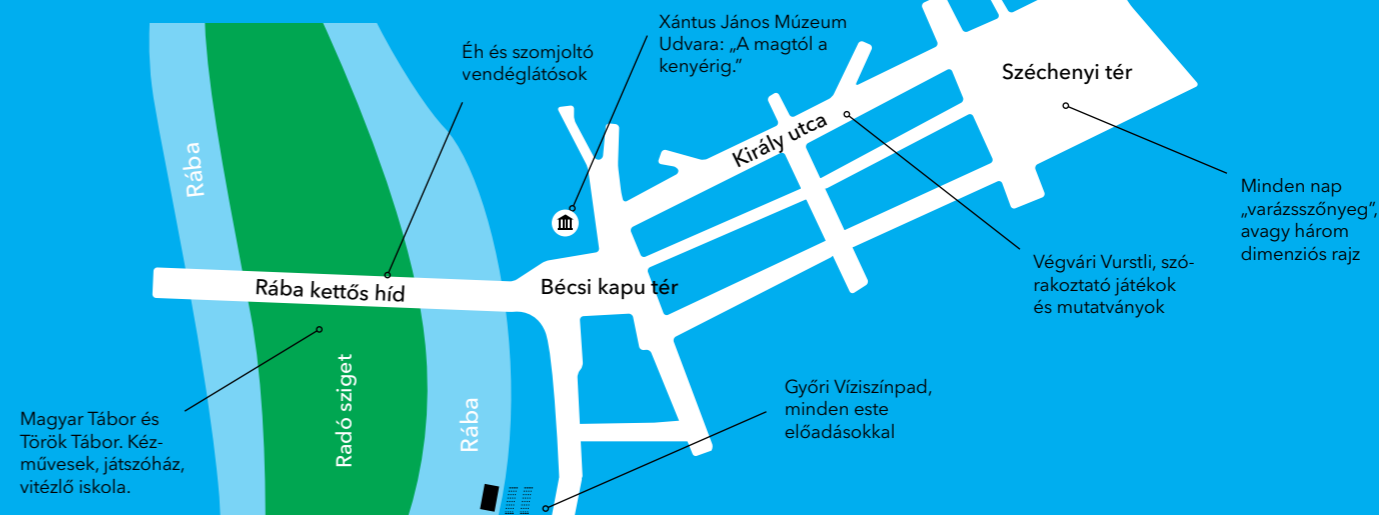 Xántus János Múzeum
Udvara: „A magtól a
kenyérig.”
Éh és szomjoltó
vendéglátósok
Széchenyi tér
Király utca
Rába
Minden nap
„varázsszőnyeg”,
avagy három
dimenziós rajz
Végvári Vurstli, szó-
rakoztató játékok
és mutatványok
Rába kettős híd
Bécsi kapu tér
Radó sziget
Rába
Győri Víziszínpad,
minden este
előadásokkal
Magyar Tábor és
Török Tábor. Kéz-
művesek, játszóház,
vitézlő iskola.